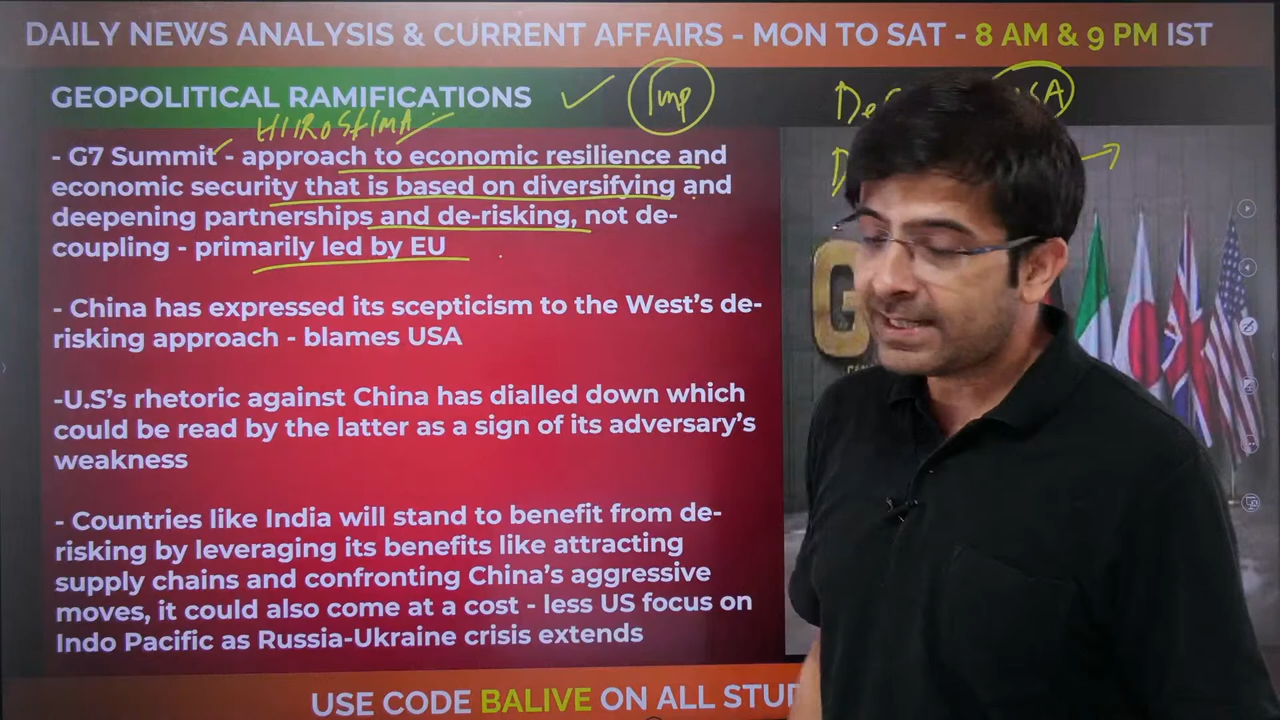 DAILY NEWS ANALYSIS & CURRENT AFFAIRS - MON TO SAT - 8 AM & 9 PM IST
GEOPOLITICAL RAMIFICATIONS
Imp
HIIROSHIMA
- G7 Summit - approach to economic resilience and
economic security that is based on diversifying and
deepening partnerships and de-risking, not de-
coupling - primarily led by EU
- China has expressed its scepticism to the West's de-
risking approach - blames USA
-U.S's rhetoric against China has dialled down which
could be read by the latter as a sign of its adversary's
weakness
- Countries like India will stand to benefit from de-
risking by leveraging its benefits like attracting
supply chains and confronting China's aggressive
moves, it could also come at a cost - less US focus on
Indo Pacific as Russia-Ukraine crisis extends
USE CODE BALIVE ON ALL